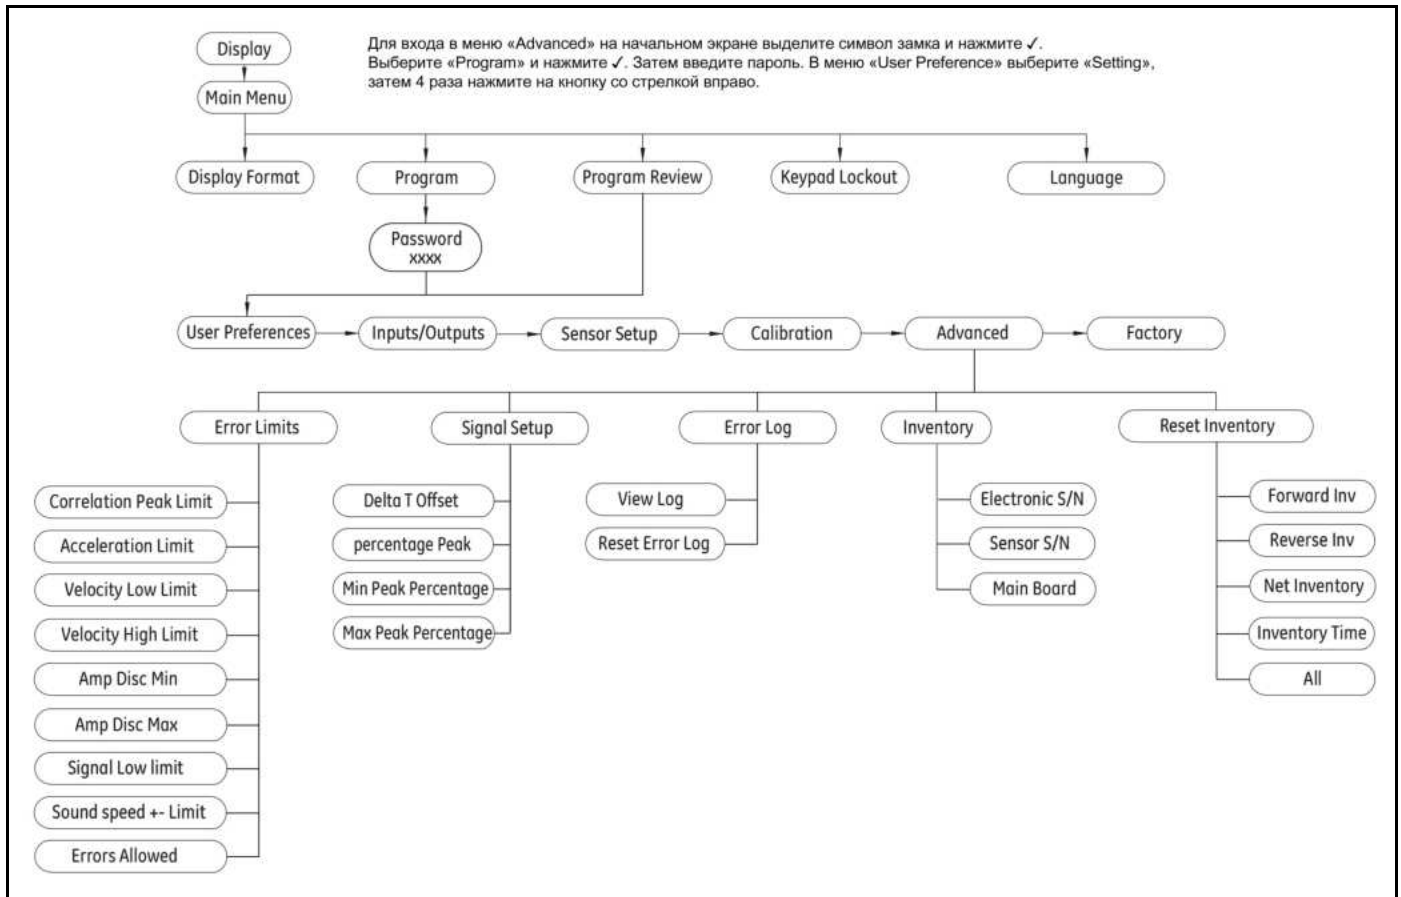 Display
Для входа в меню «Advanced» на начальном экране выделите символ замка и нажмите ✓.
Выберите «Program» и нажмите ✓. Затем введите пароль. В меню «User Preference» выберите «Setting»,
затем 4 раза нажмите на кнопку со стрелкой вправо.
Main Menu
Display Format
Program
Program Review
Keypad Lockout
Language
Password
xxxx
User Preferences
Inputs/Outputs
Sensor Setup
Calibration
Advanced
Factory
Error Limits
Signal Setup
Error Log
Inventory
Reset Inventory
Correlation Peak Limit
Acceleration Limit
Velocity Low Limit
Velocity High Limit
Amp Disc Min
Amp Disc Max
Signal Low limit
Sound speed +- Limit
Errors Allowed
Delta T Offset
percentage Peak
Min Peak Percentage
Max Peak Percentage
View Log
Reset Error Log
Electronic S/N
Sensor S/N
Main Board
Forward Inv
Reverse Inv
Net Inventory
Inventory Time
All